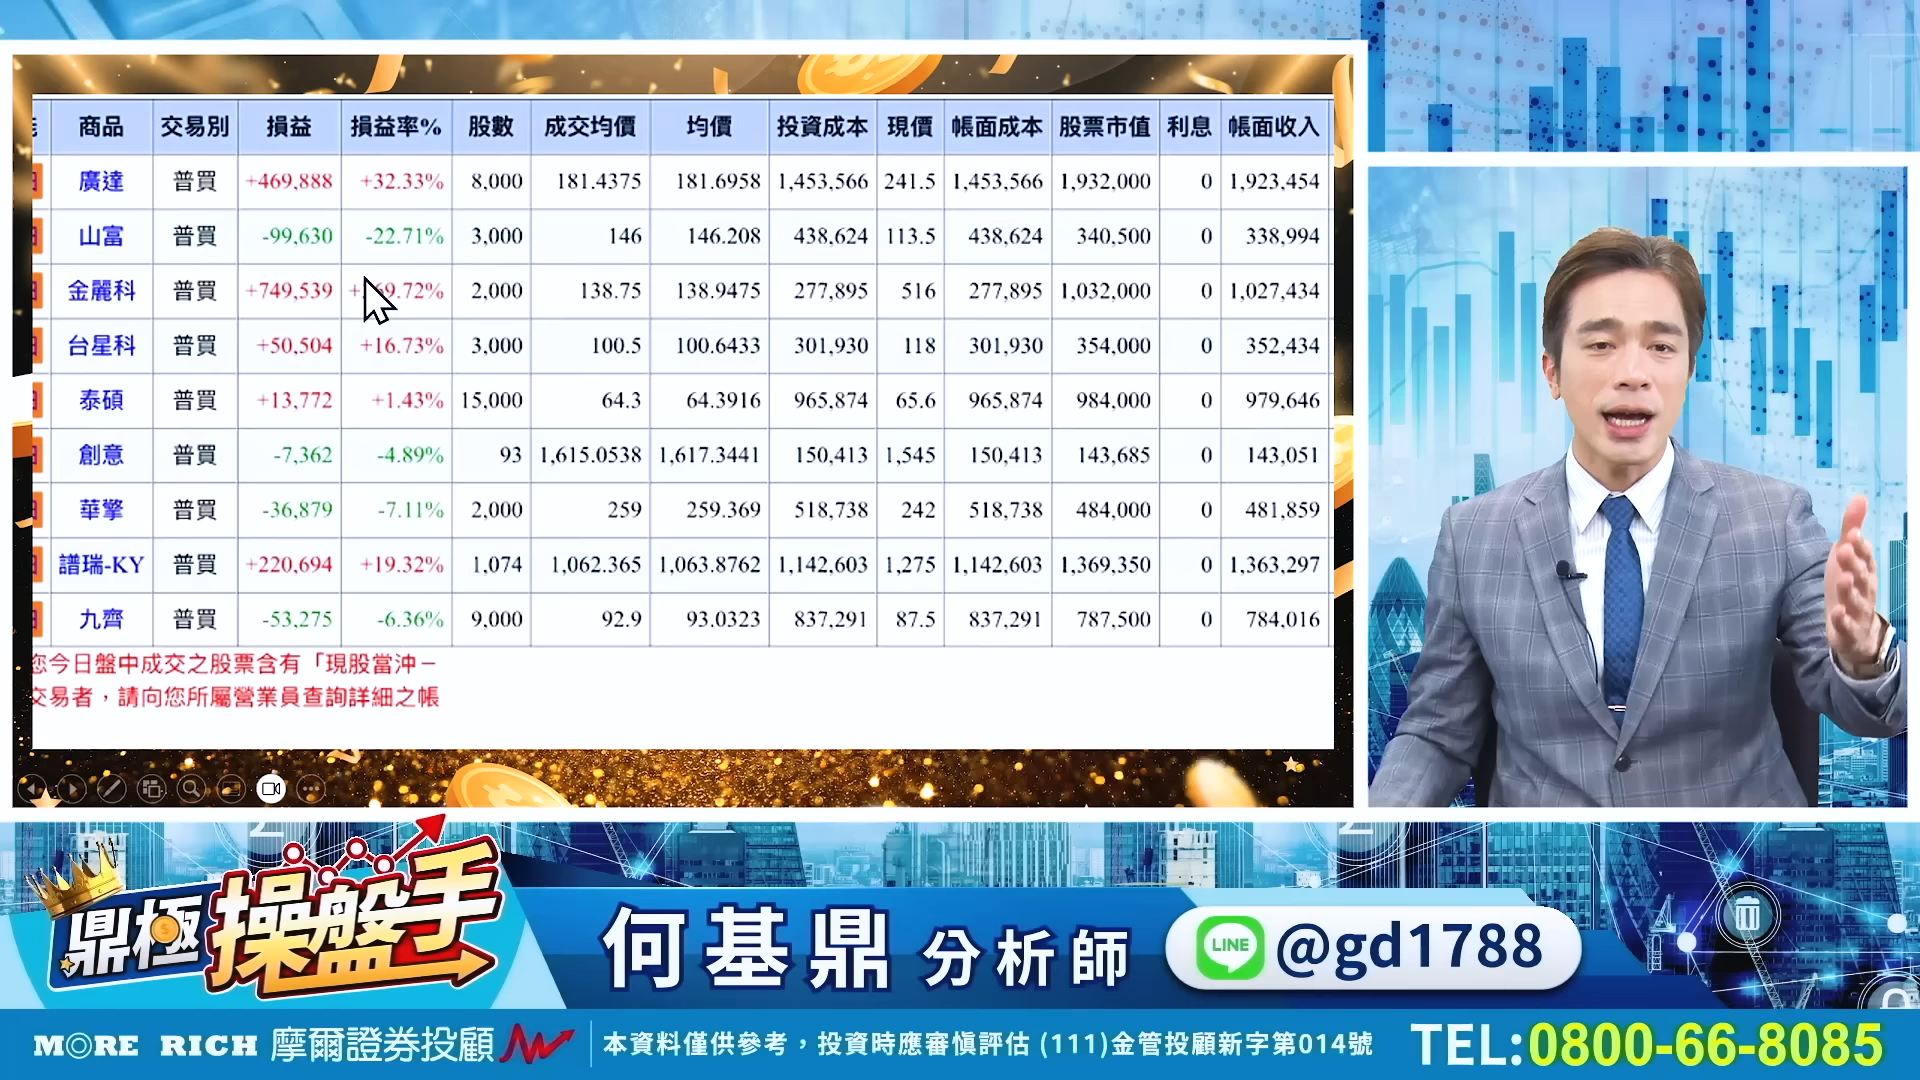 商品 交易別 損益 損益率% 股數 成交均價 均價 投資成本 現價 帳面成本 股票市值 利息 帳面收入
廣達 普買 +469,888 +32.33% 8,000 181.4375 181.6958 1,453,566 241.5 1,453,566 1,932,000 0 1,923,454
山富 普買 -99,630 -22.71% 3,000 146 146.208 438,624 113.5 438,624 340,500 0 338,994
金麗科 普買 +749,539 69.72% 2,000 138.75 138.9475 277,895 516 277,895 1,032,000 0 1,027,434
台星科 普買 +50,504 +16.73% 3,000 100.5 100.6433 301,930 118 301,930 354,000 0 352,434
泰碩 普買 +13,772 +1.43% 15,000 64.3 64.3916 965,874 65.6 965,874 984,000 0 979,646
創意 普買 -7,362 -4.89% 93 1,615.0538 1,617.3441 150,413 1,545 150,413 143,685 0 143,051
華擎 普買 -36,879 -7.11% 2,000 259 259.369 518,738 242 518,738 484,000 0 481,859
譜瑞-KY 普買 +220,694 +19.32% 1,074 1,062.365 1,063.8762 1,142,603 1,275 1,142,603 1,369,350 0 1,363,297
九齊 普買 -53,275 -6.36% 9,000 92.9 93.0323 837,291 87.5 837,291 787,500 0 784,016
您今日盤中成交之股票含有「現股當沖－
交易者，請向您所屬營業員查詢詳細之帳
鼎極操盤手
何基鼎 分析師
LINE @gd1788
MORE RICH 摩爾證券投顧
本資料僅供參考，投資時應審慎評估 (111)金管投顧新字第014號
TEL:0800-66-8085